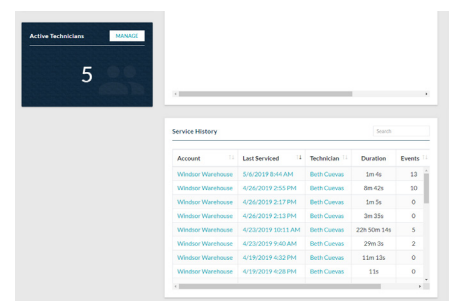 Active Technicians MANAGE
5
Service History Search
Account Last Serviced Technician Duration Events
Windsor Warehouse 5/6/2019 8:44 AM Beth Cuevas 1m 4s 13
Windsor Warehouse 4/26/2019 2:55 PM Beth Cuevas 8m 42s 10
Windsor Warehouse 4/26/2019 2:17 PM Beth Cuevas 1m 5s 0
Windsor Warehouse 4/26/2019 2:13 PM Beth Cuevas 3m 35s 0
Windsor Warehouse 4/23/2019 10:11 AM Beth Cuevas 22h 50m 14s 5
Windsor Warehouse 4/23/2019 9:40 AM Beth Cuevas 29m 3s 2
Windsor Warehouse 4/19/2019 4:32 PM Beth Cuevas 11m 13s 0
Windsor Warehouse 4/19/2019 4:28 PM Beth Cuevas 11s 0